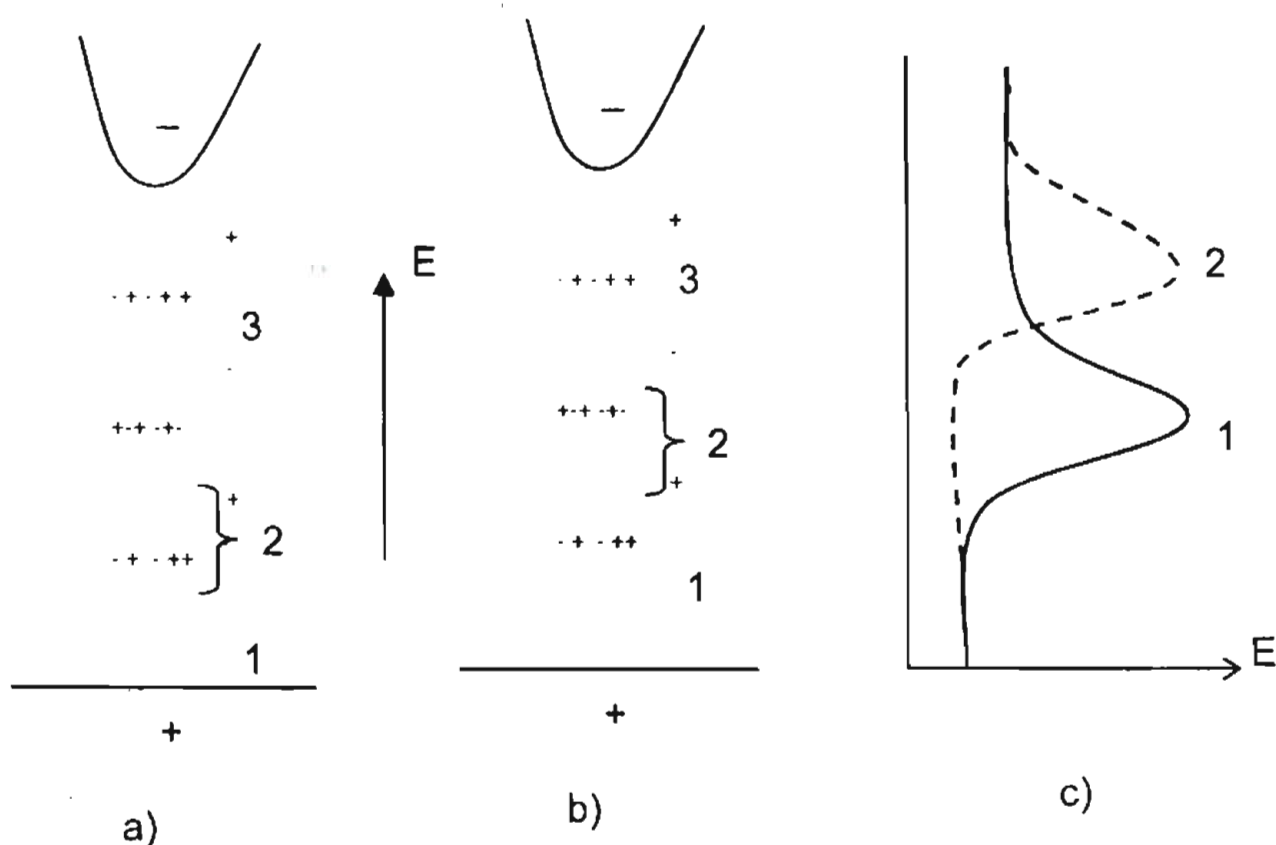 −
+
- + - + +
3
+ - + - + -
+
2
- + - + +
1
+
a)
E
−
+
- + - + +
3
+ - + - + -
2
+
- + - + +
1
+
b)
2
1
E
c)